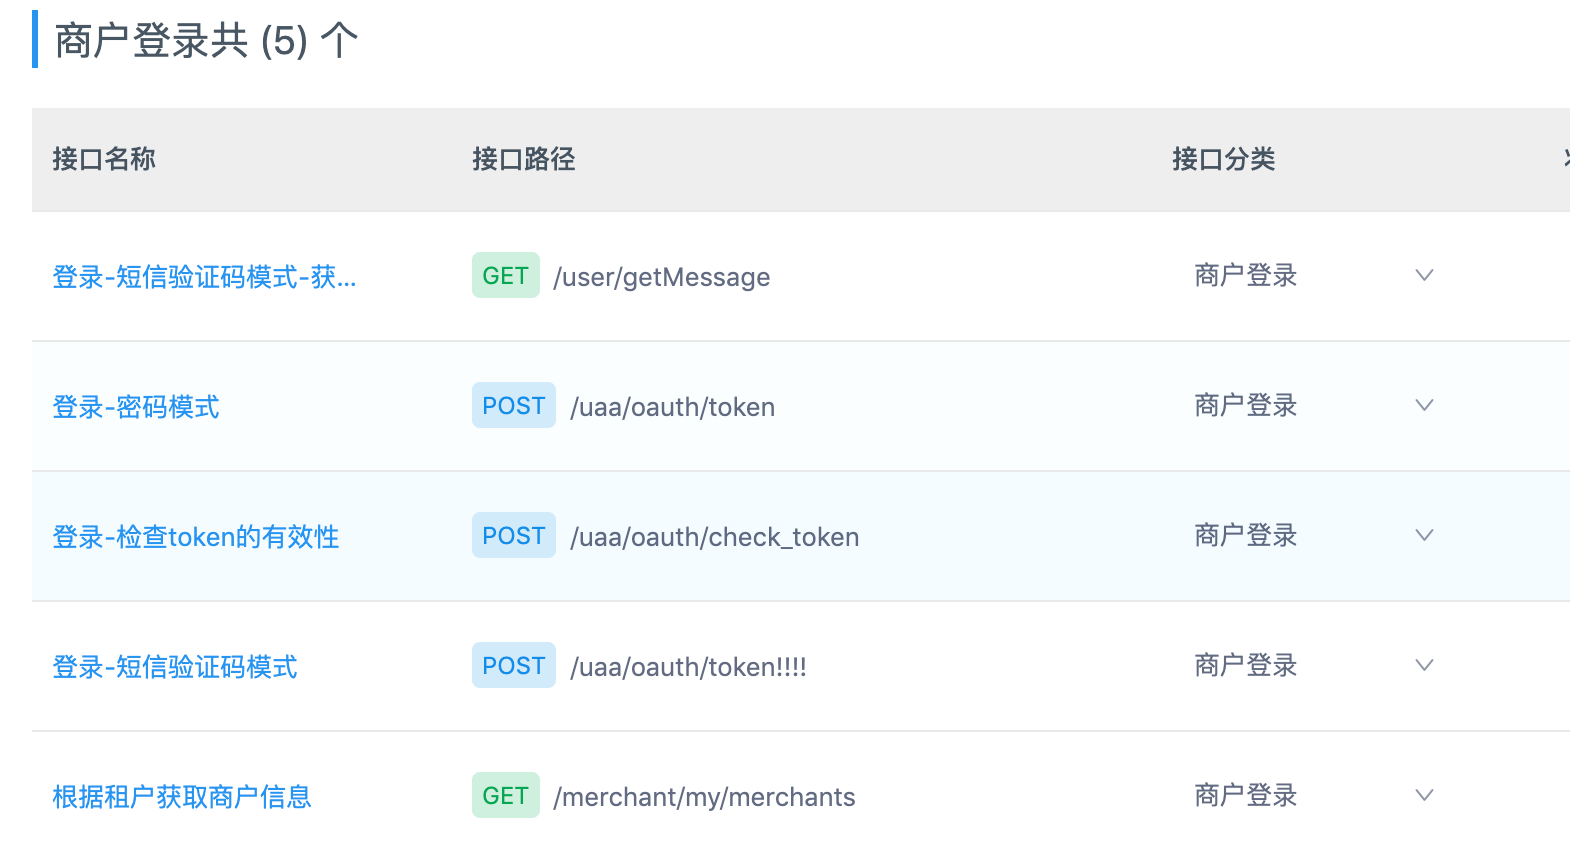 商户登录共 (5) 个
接口名称 接口路径 接口分类
登录-短信验证码模式-获... GET /user/getMessage 商户登录
登录-密码模式 POST /uaa/oauth/token 商户登录
登录-检查token的有效性 POST /uaa/oauth/check_token 商户登录
登录-短信验证码模式 POST /uaa/oauth/token!!!! 商户登录
根据租户获取商户信息 GET /merchant/my/merchants 商户登录